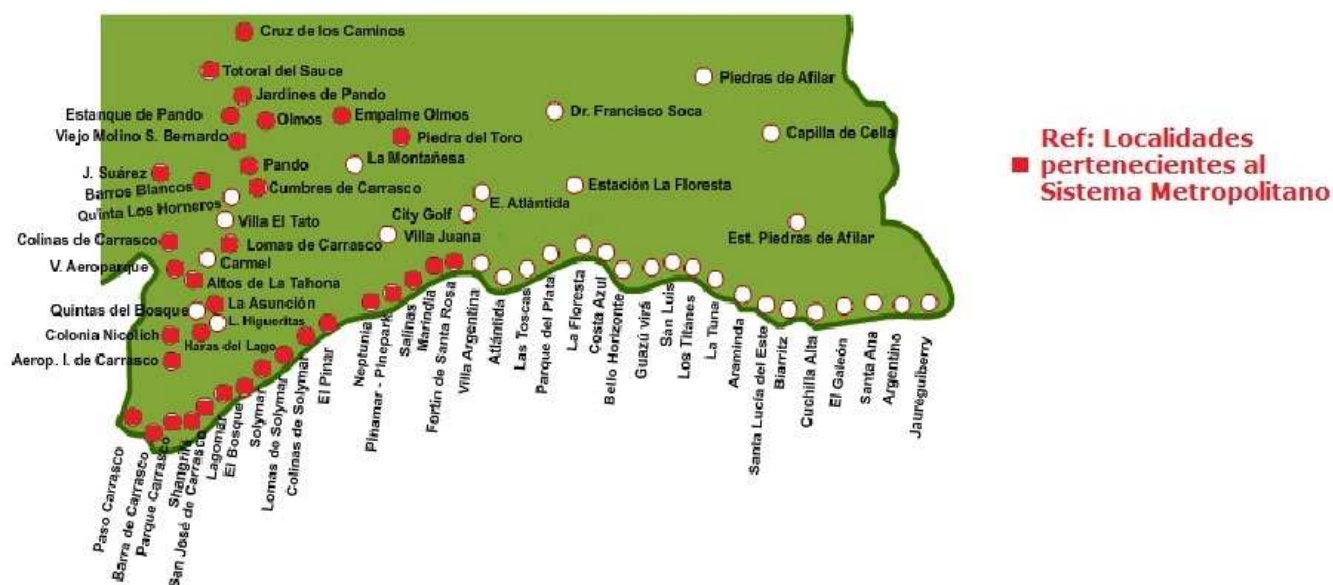 Cruz de los Caminos
Totoral del Sauce
Piedras de Afilar
Jardines de Pando
Estanque de Pando
Olmos
Empalme Olmos
Dr. Francisco Soca
Viejo Molino S. Bernardo
Piedra del Toro
Capilla de Cella
Pando
La Montañesa
J. Suárez
Barros Blancos
Cumbres de Carrasco
Estación La Floresta
Quinta Los Horneros
E. Atlántida
City Golf
Villa El Tato
Villa Juana
Est. Piedras de Afilar
Colinas de Carrasco
Lomas de Carrasco
Carmel
V. Aeroparque
Altos de La Tahona
Quintas del Bosque
La Asunción
L. Higueritas
Colonia Nicolich
Haras del Lago
Aerop. I. de Carrasco
Paso Carrasco
Barra de Carrasco
Parque Carrasco
Shangrilá
San José de Carrasco
Lagomar
El Bosque
Solymar
Lomas de Solymar
Colinas de Solymar
El Pinar
Neptunia
Pinamar - Pinepark
Salinas
Marindia
Fortín de Santa Rosa
Villa Argentina
Atlántida
Las Toscas
Parque del Plata
La Floresta
Costa Azul
Bello Horizonte
Guazú virá
San Luis
Los Titanes
La Tuna
Araminda
Santa Lucía del Este
Biarritz
Cuchilla Alta
El Galeón
Santa Ana
Argentino
Jaureguiberry
Ref: Localidades
pertenecientes al
Sistema Metropolitano